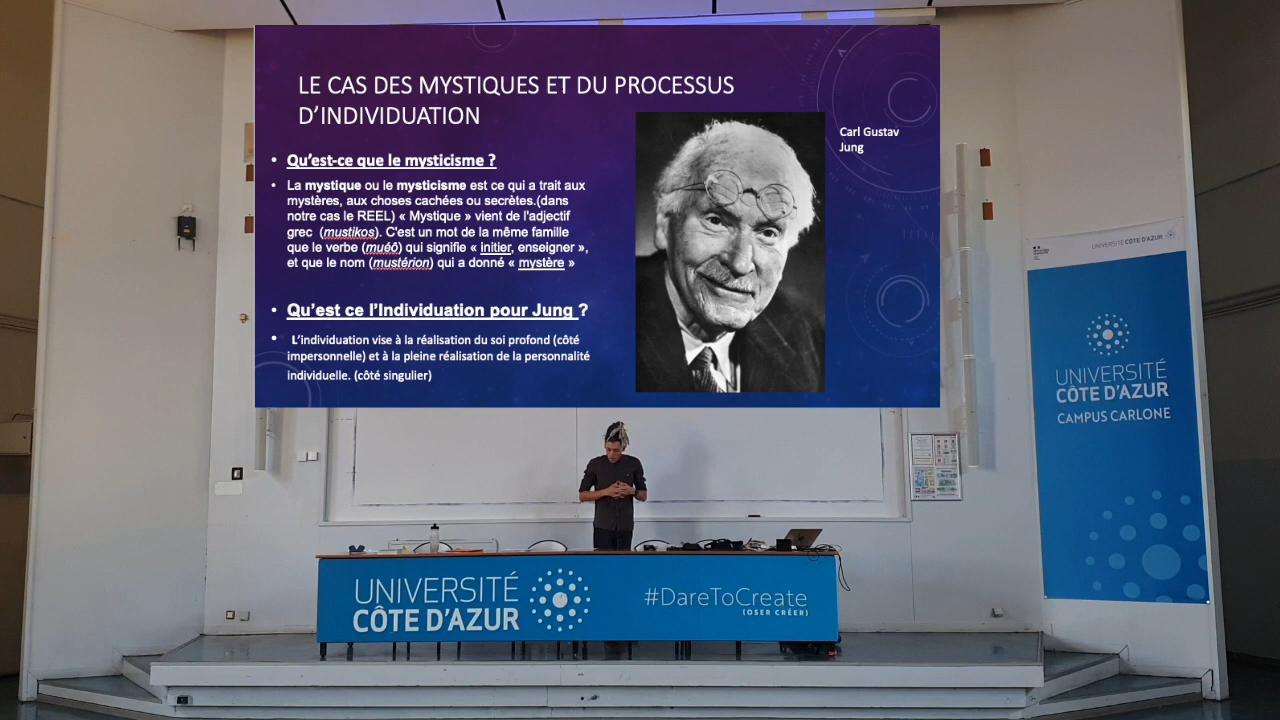 LE CAS DES MYSTIQUES ET DU PROCESSUS
D'INDIVIDUATION
Carl Gustav
Jung
• Qu'est-ce que le mysticisme ?
• La mystique ou le mysticisme est ce qui a trait aux
mystères, aux choses cachées ou secrètes.(dans
notre cas le REEL) « Mystique » vient de l'adjectif
grec (mustikos). C'est un mot de la même famille
que le verbe (muéô) qui signifie « initier, enseigner »,
et que le nom (mustérion) qui a donné « mystère »
• Qu'est ce l'Individuation pour Jung ?
• L'individuation vise à la réalisation du soi profond (côté
impersonnelle) et à la pleine réalisation de la personnalité
individuelle. (côté singulier)
UNIVERSITÉ CÔTE D'AZUR
UNIVERSITÉ
CÔTE D'AZUR
CAMPUS CARLONE
UNIVERSITÉ
CÔTE D'AZUR
#DareToCreate
(OSER CRÉER)